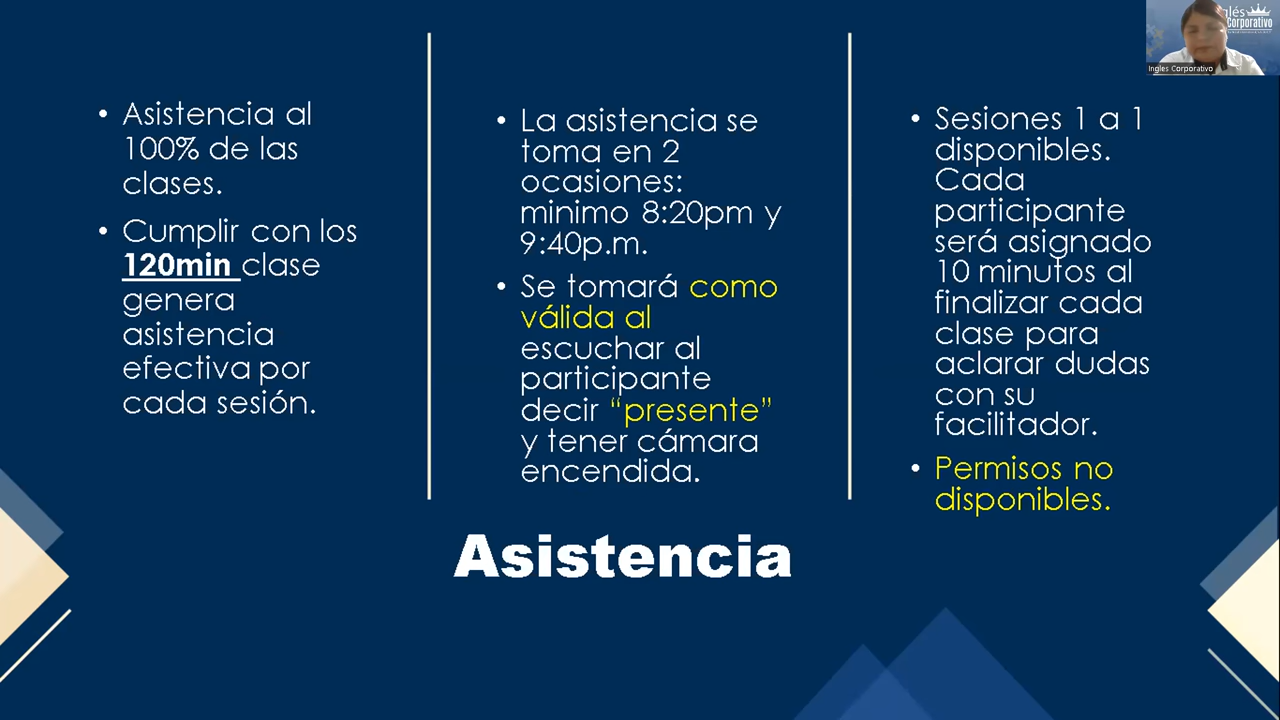 • Asistencia al
100% de las
clases.
• Cumplir con los
120min clase
genera
asistencia
efectiva por
cada sesión.
• La asistencia se
toma en 2
ocasiones:
minimo 8:20pm y
9:40p.m.
• Se tomará como
válida al
escuchar al
participante
decir “presente”
y tener cámara
encendida.
• Sesiones 1 a 1
disponibles.
Cada
participante
será asignado
10 minutos al
finalizar cada
clase para
aclarar dudas
con su
facilitador.
• Permisos no
disponibles.
Asistencia
Corporativo
Ingles Corporativo